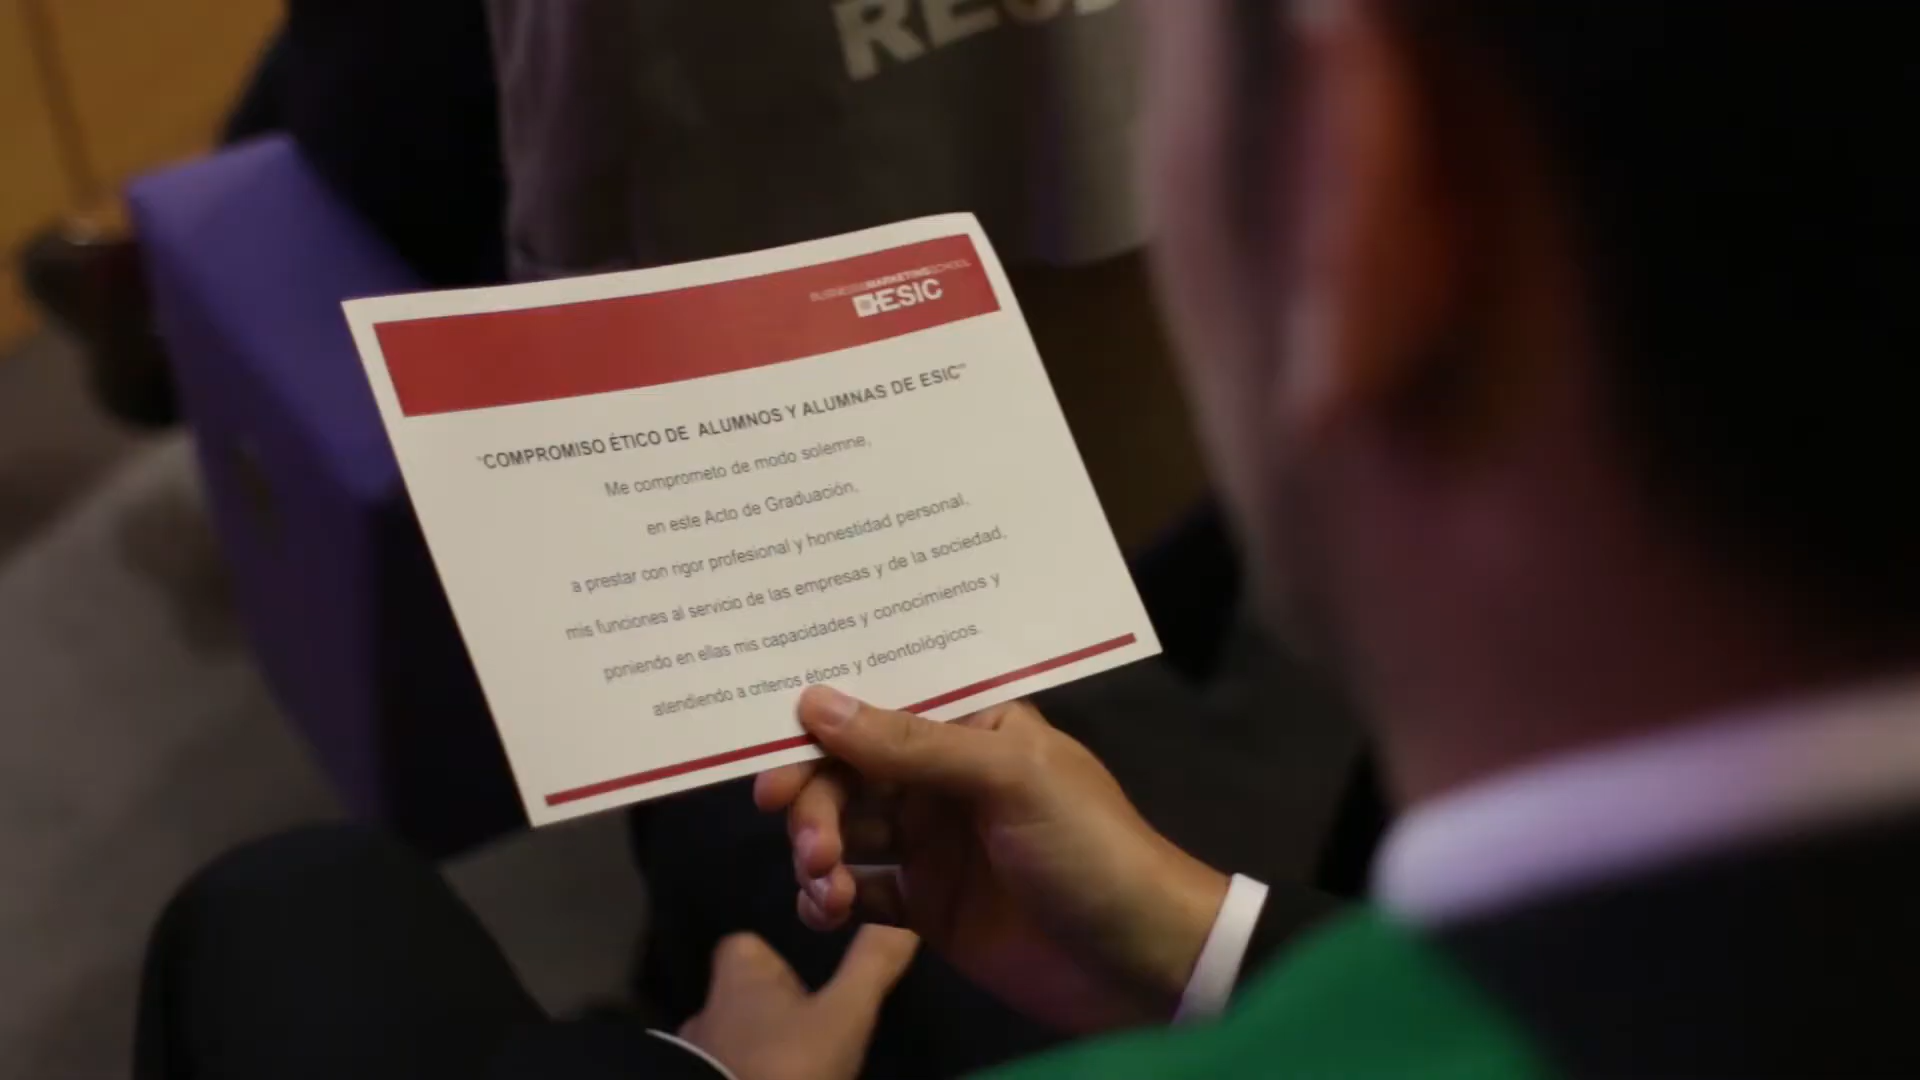 BUSINESS&MARKETINGSCHOOL
ESIC
"COMPROMISO ÉTICO DE ALUMNOS Y ALUMNAS DE ESIC"
Me comprometo de modo solemne,
en este Acto de Graduación,
a prestar con rigor profesional y honestidad personal,
mis funciones al servicio de las empresas y de la sociedad,
poniendo en ellas mis capacidades y conocimientos y
atendiendo a criterios éticos y deontológicos.